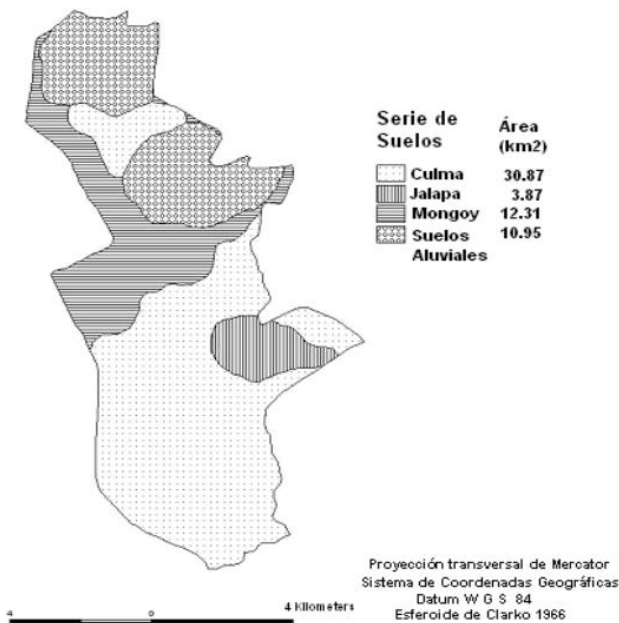 Serie de Suelos Área (km2)
Culma 30.87
Jalapa 3.87
Mongoy 12.31
Suelos Aluviales 10.95
Proyección transversal de Mercator
Sistema de Coordenadas Geográficas
Datum W G S 84
Esferoide de Clarko 1966
4 0 4 Kilometers